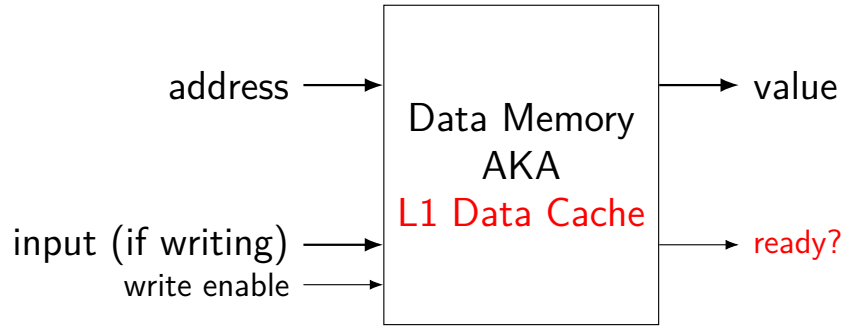 address
value
Data Memory
AKA
L1 Data Cache
input (if writing)
ready?
write enable